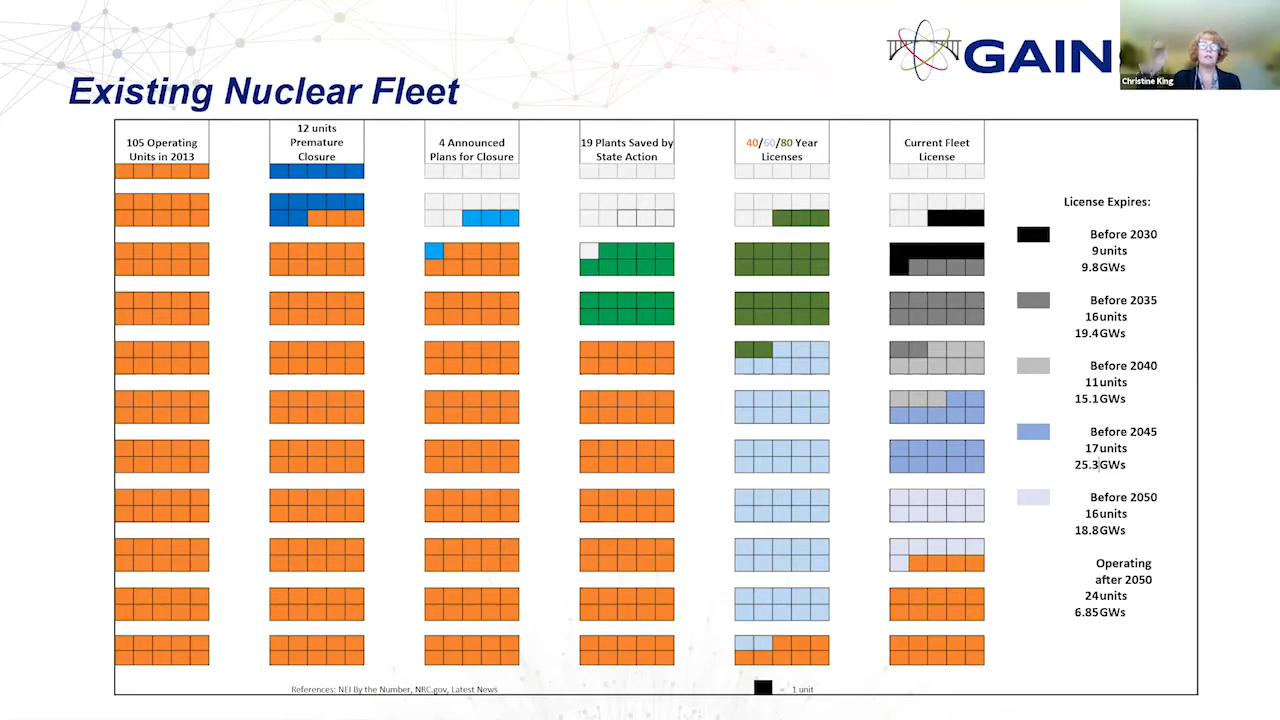 GAIN
Christine King
Existing Nuclear Fleet
105 Operating
Units in 2013
12 units
Premature
Closure
4 Announced
Plans for Closure
19 Plants Saved by
State Action
40/60/80 Year
Licenses
Current Fleet
License
License Expires:
Before 2030
9units
9.8GWs
Before 2035
16units
19.4GWs
Before 2040
11units
15.1GWs
Before 2045
17units
25.3GWs
Before 2050
16units
18.8GWs
Operating
after 2050
24units
6.85GWs
References: NEI By the Number, NRC.gov, Latest News
= 1 unit